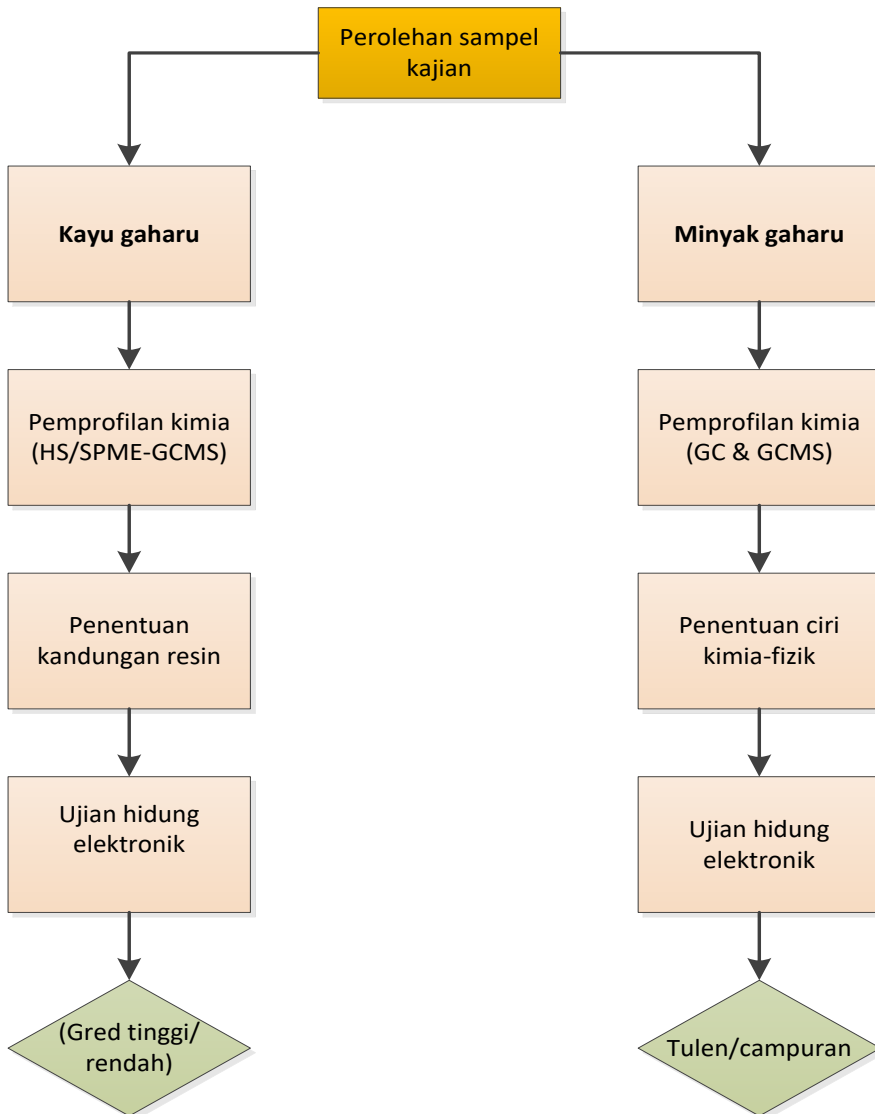 Perolehan sampel
kajian
Kayu gaharu
Minyak gaharu
Pemprofilan kimia
(HS/SPME-GCMS)
Pemprofilan kimia
(GC & GCMS)
Penentuan
kandungan resin
Penentuan ciri
kimia-fizik
Ujian hidung
elektronik
Ujian hidung
elektronik
(Gred tinggi/
rendah)
Tulen/campuran